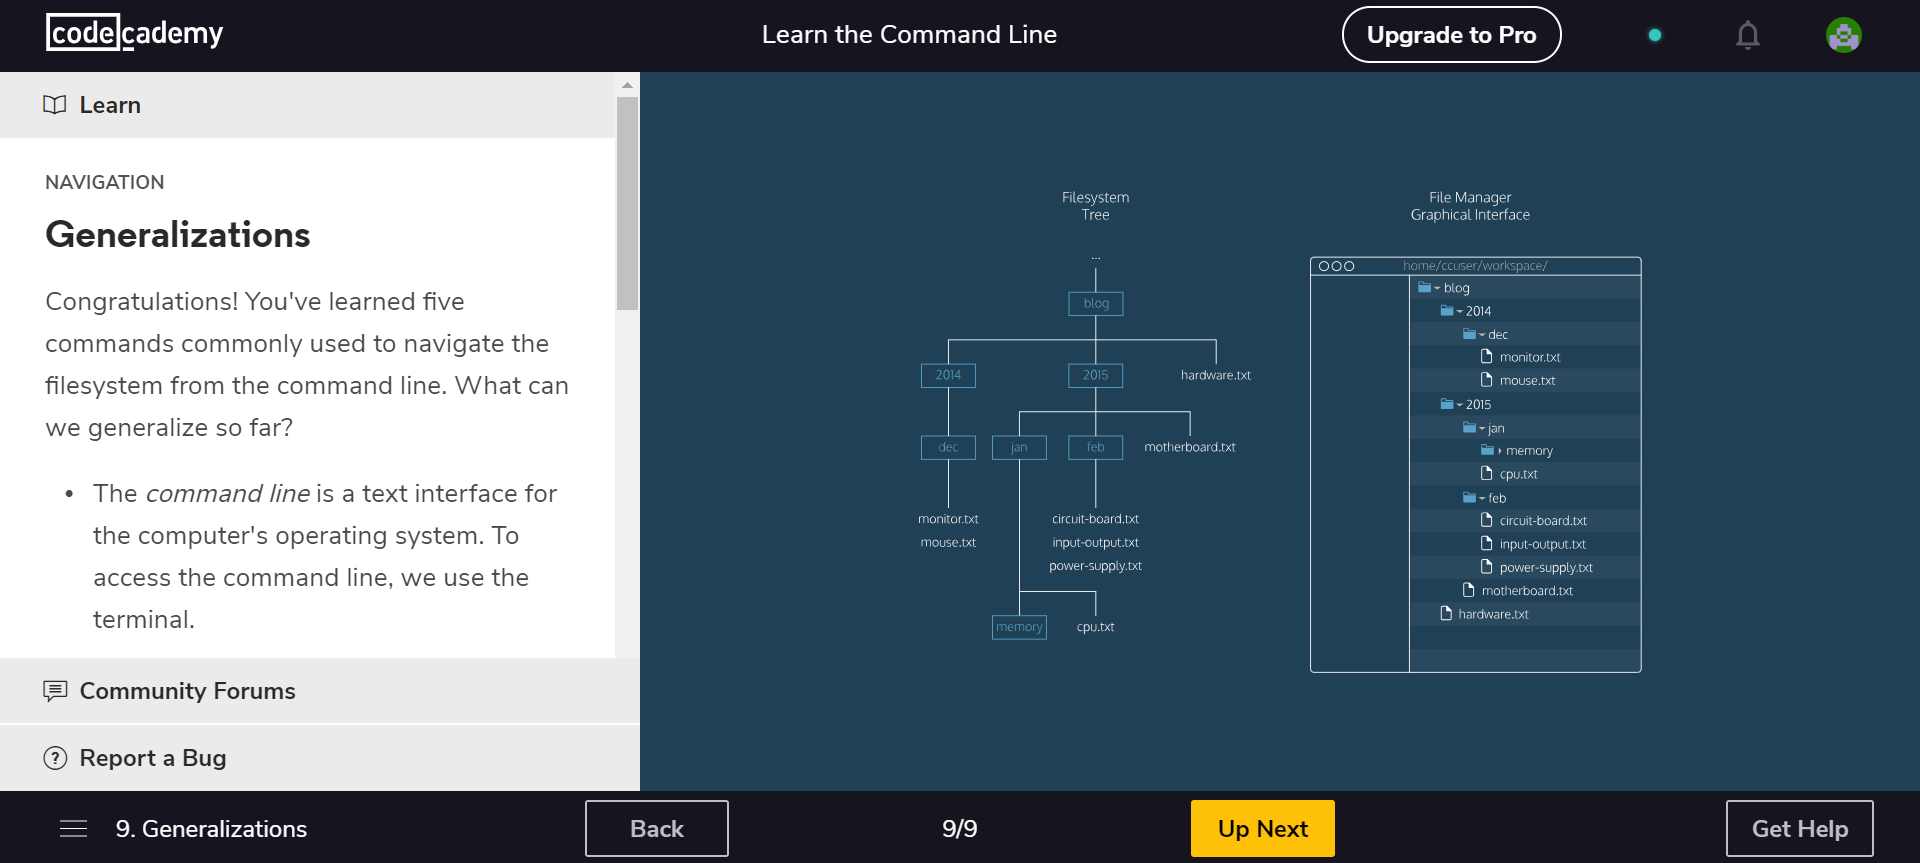 codecademy
Learn the Command Line
Upgrade to Pro
Learn
NAVIGATION
Generalizations
Congratulations! You've learned five
commands commonly used to navigate the
filesystem from the command line. What can
we generalize so far?
• The command line is a text interface for
the computer's operating system. To
access the command line, we use the
terminal.
Community Forums
? Report a Bug
Filesystem
Tree
...
blog
2014
2015
hardware.txt
dec
jan
feb
motherboard.txt
monitor.txt
mouse.txt
circuit-board.txt
input-output.txt
power-supply.txt
memory
cpu.txt
File Manager
Graphical Interface
home/ccuser/workspace/
blog
2014
dec
monitor.txt
mouse.txt
2015
jan
memory
cpu.txt
feb
circuit-board.txt
input-output.txt
power-supply.txt
motherboard.txt
hardware.txt
9. Generalizations
Back
9/9
Up Next
Get Help